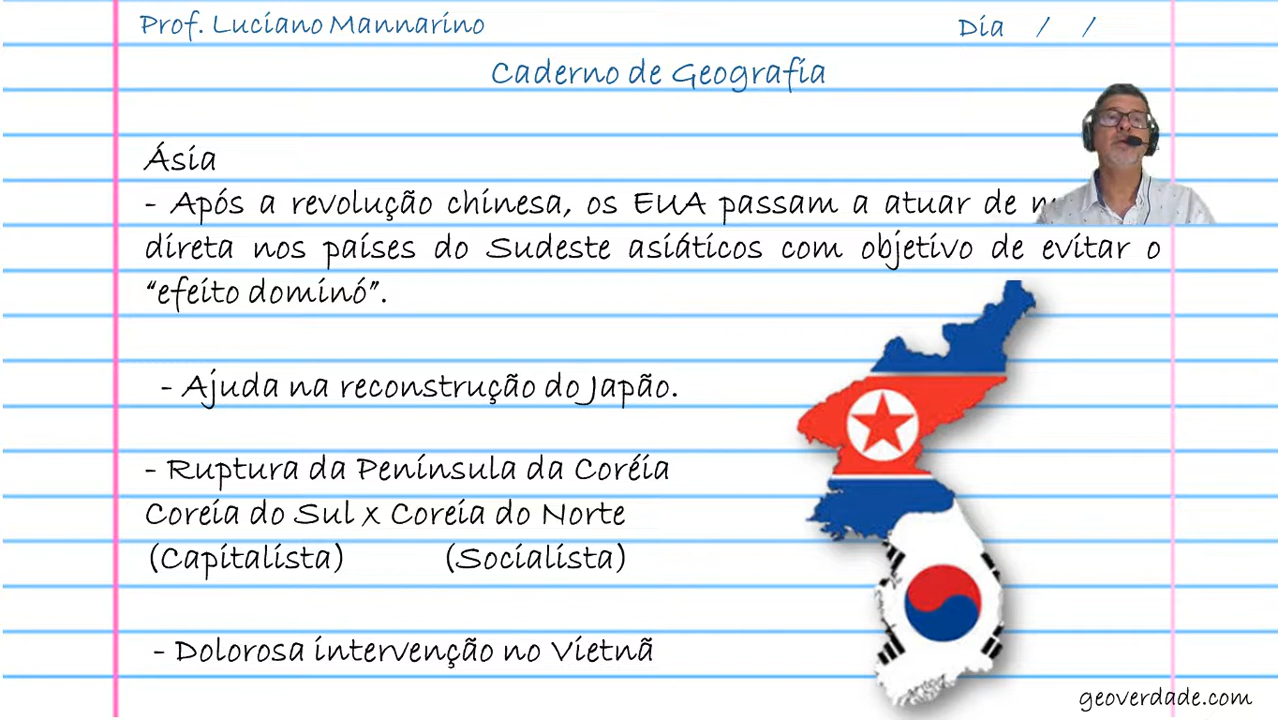 Prof. Luciano Mannarino
Dia / /
Caderno de Geografia
Ásia
- Após a revolução chinesa, os EUA passam a atuar de
direta nos países do Sudeste asiáticos com objetivo de evitar o
“efeito dominó”.
- Ajuda na reconstrução do Japão.
- Ruptura da Península da Coréia
Coreia do Sul x Coreia do Norte
(Capitalista) (Socialista)
- Dolorosa intervenção no Vietnã
geoverdade.com